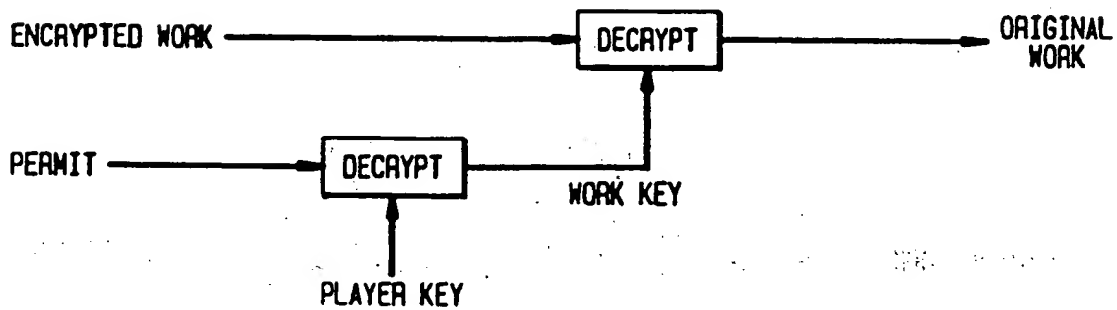 ENCRYPTED WORK
DECRYPT
ORIGINAL
WORK
PERMIT
DECRYPT
WORK KEY
PLAYER KEY